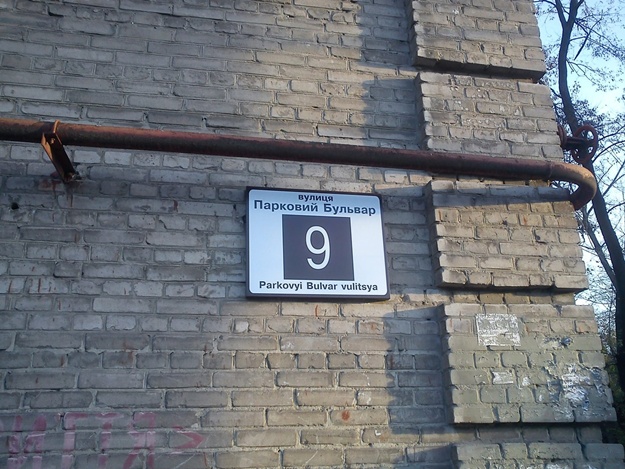 вулиця
Парковий Бульвар
9
Parkovyi Bulvar vulitsya